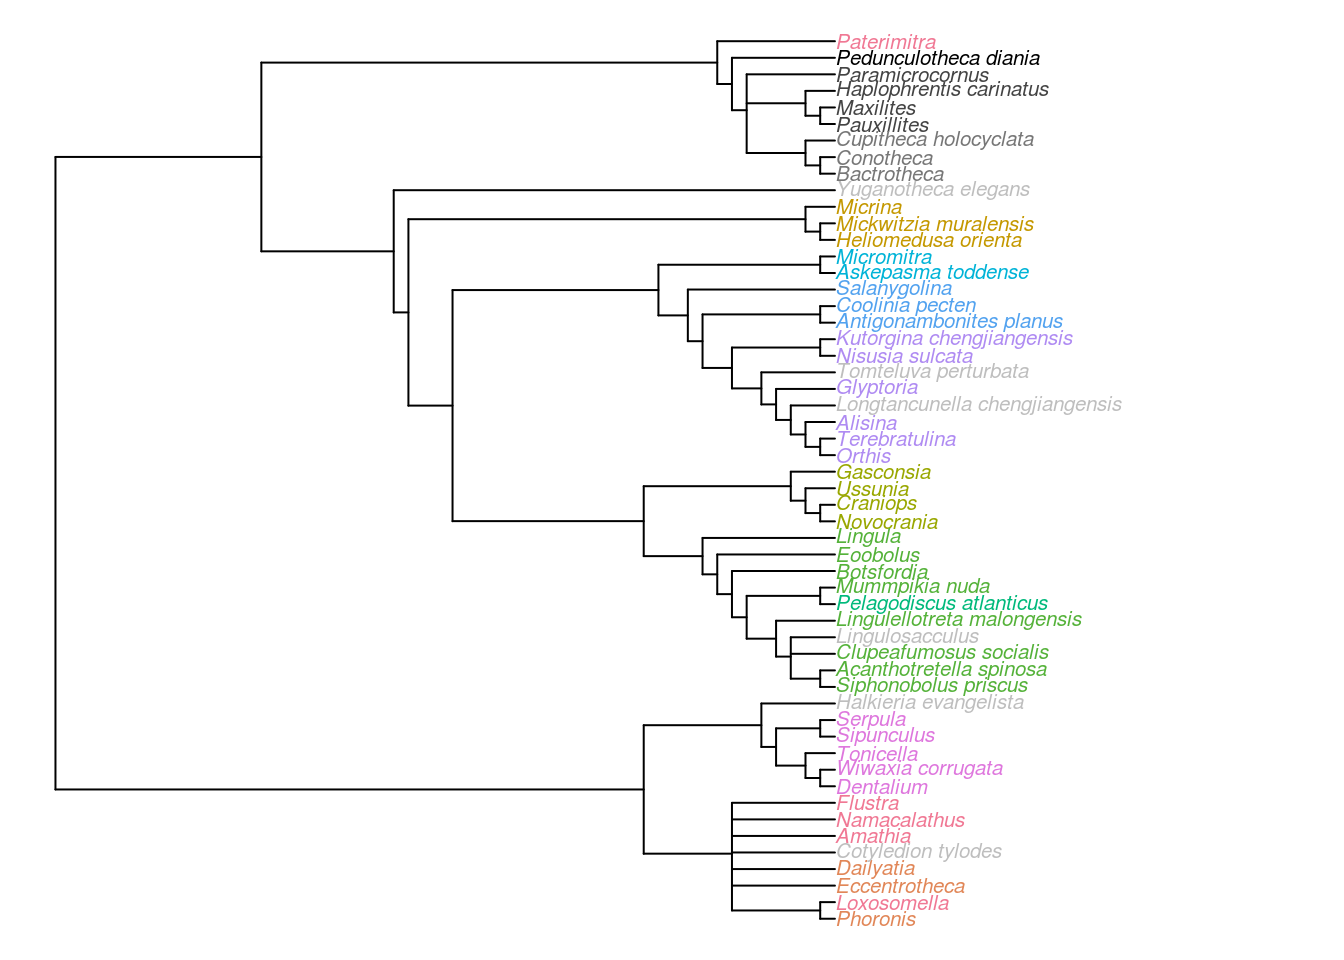 Paterimitra
Pedunculotheca diania
Paramicrocornus
Haplophrentis carinatus
Maxilites
Pauxillites
Cupitheca holocyclata
Conotheca
Bactrotheca
Yuganotheca elegans
Micrina
Mickwitzia muralensis
Heliomedusa orienta
Micromitra
Askepasma toddense
Salanygolina
Coolinia pecten
Antigonambonites planus
Kutorgina chengjiangensis
Nisusia sulcata
Tomteluva perturbata
Glyptoria
Longtancunella chengjiangensis
Alisina
Terebratulina
Orthis
Gasconsia
Ussunia
Craniops
Novocrania
Lingula
Eoobolus
Botsfordia
Mummpikia nuda
Pelagodiscus atlanticus
Lingulellotreta malongensis
Lingulosacculus
Clupeafumosus socialis
Acanthotretella spinosa
Siphonobolus priscus
Halkieria evangelista
Serpula
Sipunculus
Tonicella
Wiwaxia corrugata
Dentalium
Flustra
Namacalathus
Amathia
Cotyledion tylodes
Dailyatia
Eccentrotheca
Loxosomella
Phoronis